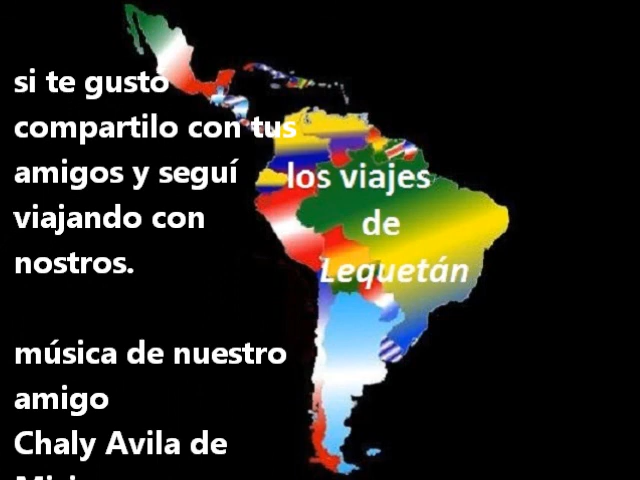 si te gusto
compartilo con tus
amigos y seguí
viajando con
nostros.
música de nuestro
amigo
Chaly Avila de
los viajes
de
Lequetán